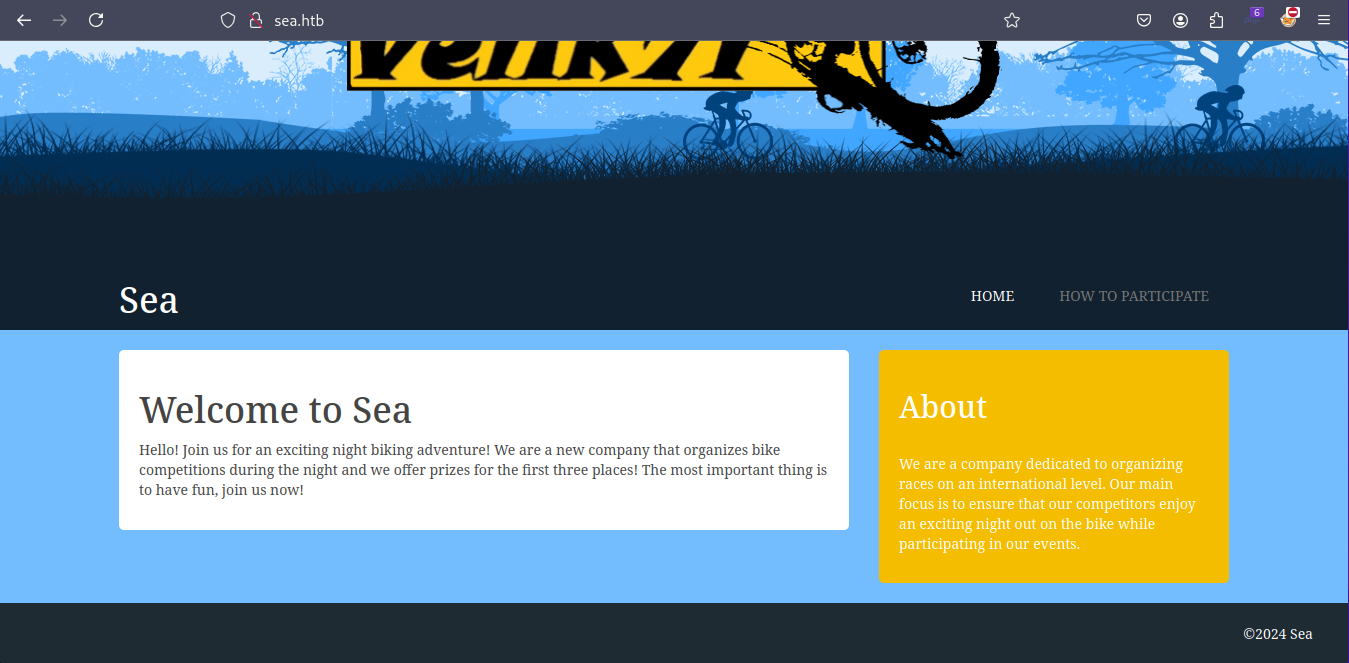 6
sea.htb
Sea
HOME HOW TO PARTICIPATE
Welcome to Sea
Hello! Join us for an exciting night biking adventure! We are a new company that organizes bike
competitions during the night and we offer prizes for the first three places! The most important thing is
to have fun, join us now!
About
We are a company dedicated to organizing
races on an international level. Our main
focus is to ensure that our competitors enjoy
an exciting night out on the bike while
participating in our events.
©2024 Sea